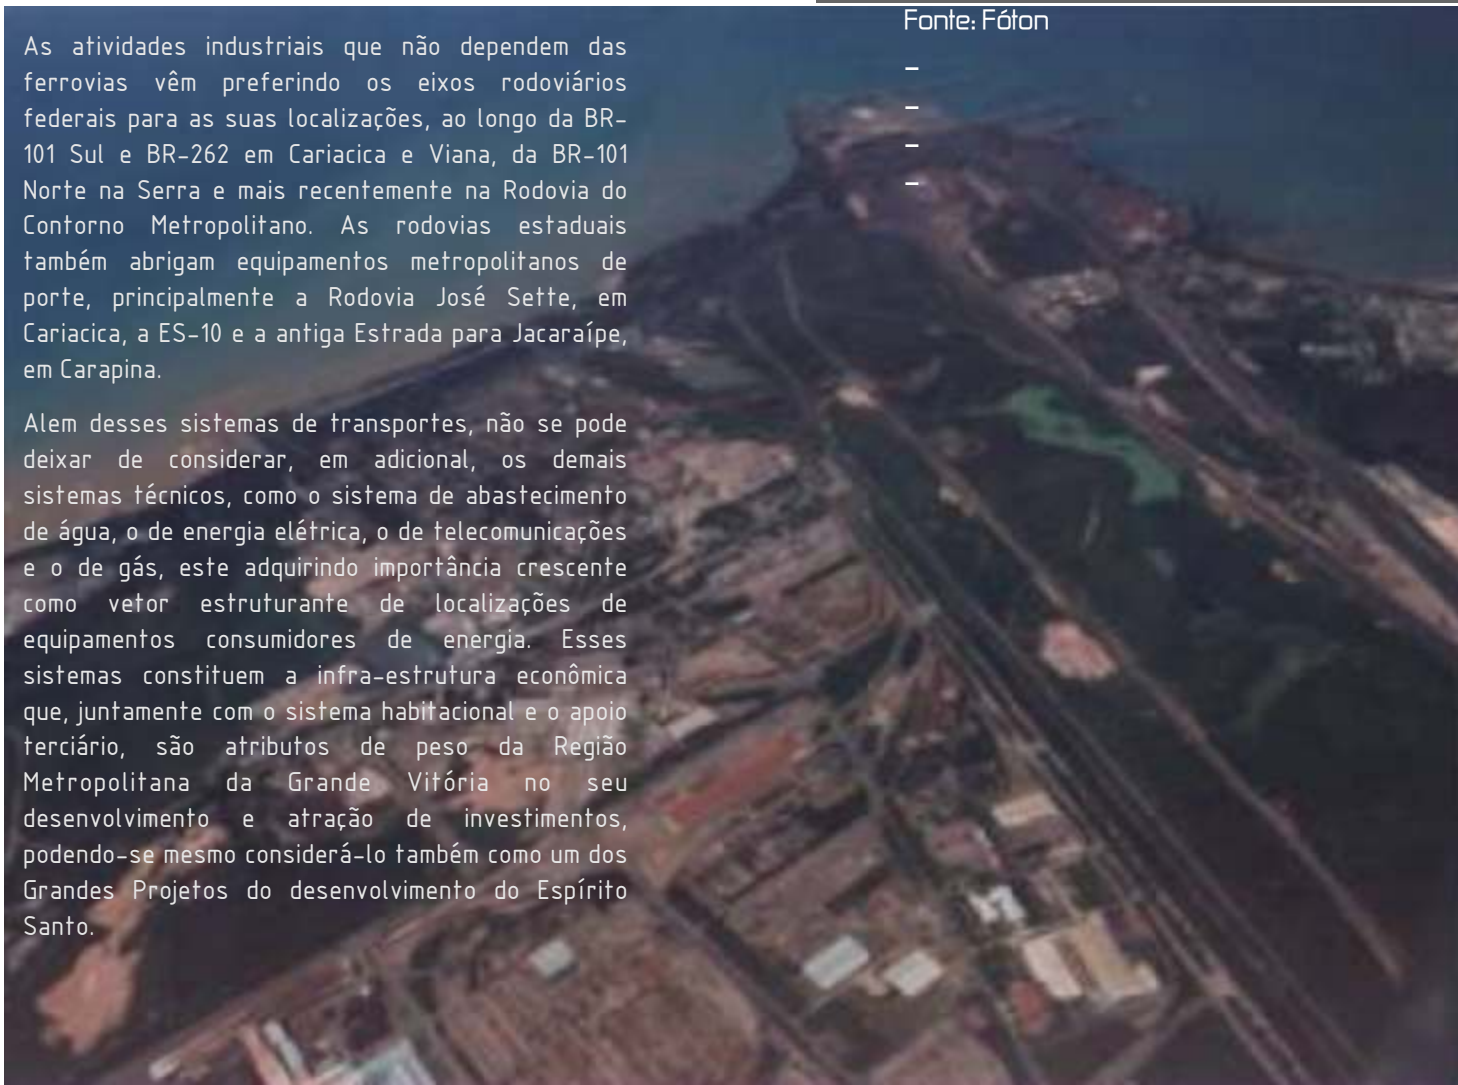 As atividades industriais que não dependem das
ferrovias vêm preferindo os eixos rodoviários
federais para as suas localizações, ao longo da BR-
101 Sul e BR-262 em Cariacica e Viana, da BR-101
Norte na Serra e mais recentemente na Rodovia do
Contorno Metropolitano. As rodovias estaduais
também abrigam equipamentos metropolitanos de
porte, principalmente a Rodovia José Sette, em
Cariacica, a ES-10 e a antiga Estrada para Jacaraípe,
em Carapina.
Alem desses sistemas de transportes, não se pode
deixar de considerar, em adicional, os demais
sistemas técnicos, como o sistema de abastecimento
de água, o de energia elétrica, o de telecomunicações
e o de gás, este adquirindo importância crescente
como vetor estruturante de localizações de
equipamentos consumidores de energia. Esses
sistemas constituem a infra-estrutura econômica
que, juntamente com o sistema habitacional e o apoio
terciário, são atributos de peso da Região
Metropolitana da Grande Vitória no seu
desenvolvimento e atração de investimentos,
podendo-se mesmo considerá-lo também como um dos
Grandes Projetos do desenvolvimento do Espírito
Santo.
Fonte: Fóton
-
-
-
-